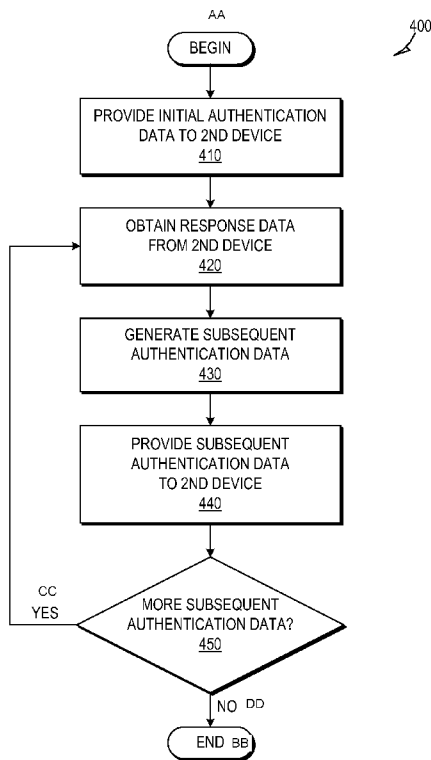 AA
BEGIN
400
PROVIDE INITIAL AUTHENTICATION
DATA TO 2ND DEVICE
410
OBTAIN RESPONSE DATA
FROM 2ND DEVICE
420
GENERATE SUBSEQUENT
AUTHENTICATION DATA
430
PROVIDE SUBSEQUENT
AUTHENTICATION DATA
TO 2ND DEVICE
440
CC
YES
MORE SUBSEQUENT
AUTHENTICATION DATA?
450
NO DD
END BB